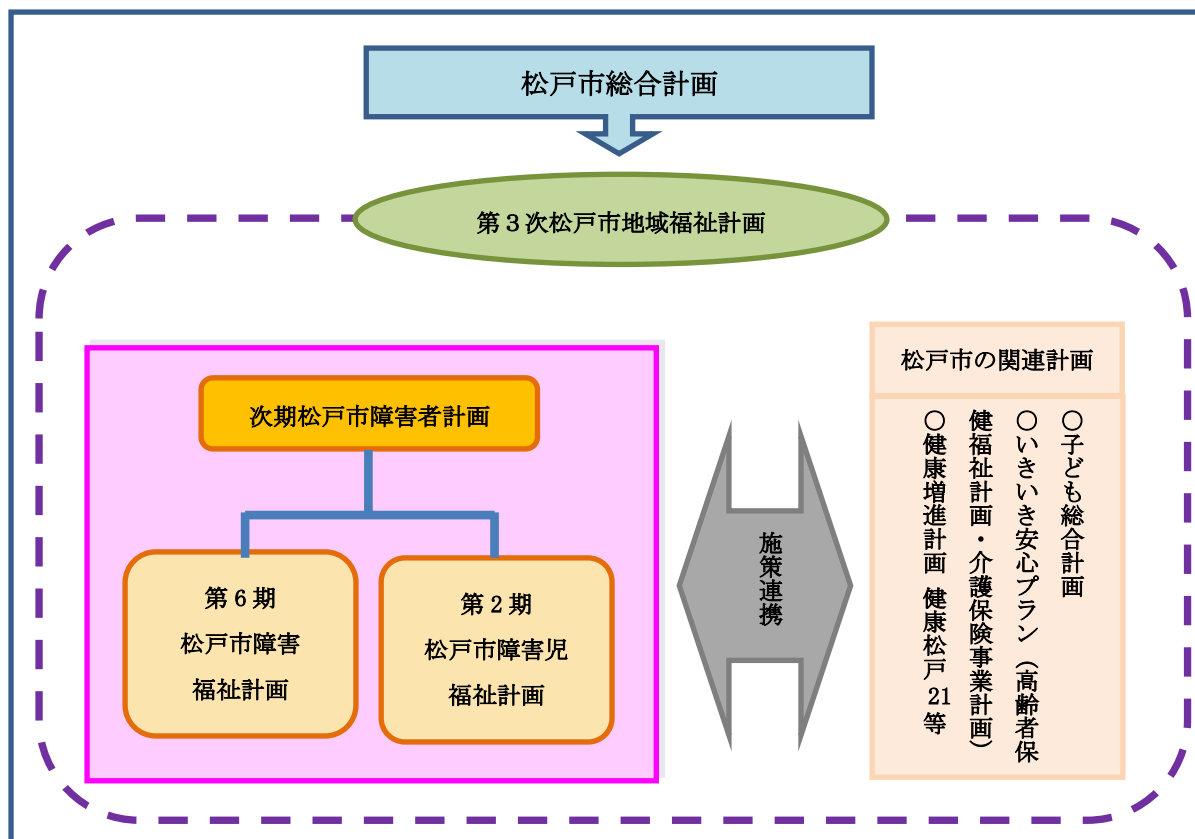 松戸市総合計画
第３次松戸市地域福祉計画
次期松戸市障害者計画
第６期
松戸市障害
福祉計画
第２期
松戸市障害児
福祉計画
施策連携
松戸市の関連計画
〇子ども総合計画
〇いきいき安心プラン（高齢者保
健福祉計画・介護保険事業計画）
〇健康増進計画 健康松戸 21 等